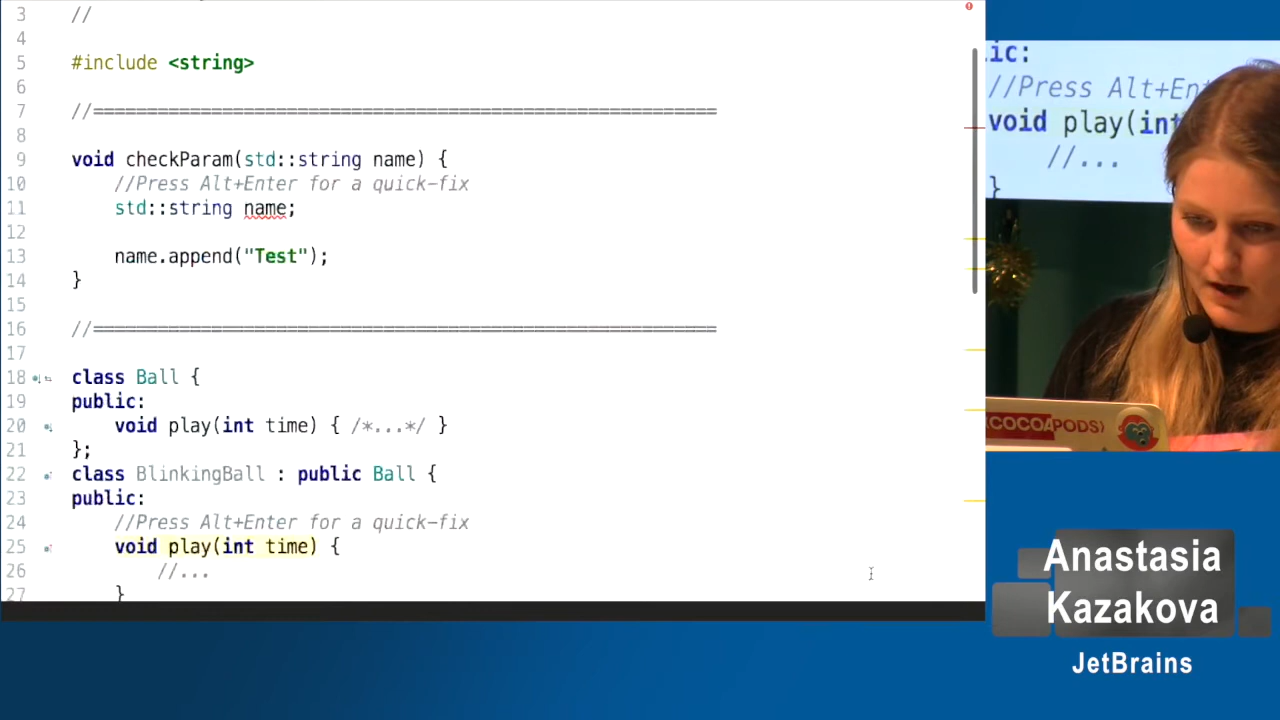 3 //
4
5 #include <string>
6
7 //==========================================================
8
9 void checkParam(std::string name) {
10 //Press Alt+Enter for a quick-fix
11 std::string name;
12
13 name.append("Test");
14 }
15
16 //==========================================================
17
18 class Ball {
19 public:
20 void play(int time) { /*...*/ }
21 };
22 class BlinkingBall : public Ball {
23 public:
24 //Press Alt+Enter for a quick-fix
25 void play(int time) {
26 //...
27 }
ic:
//Press Alt+En
void play(int
//...
}
COCOAPODS)
Anastasia
Kazakova
JetBrains